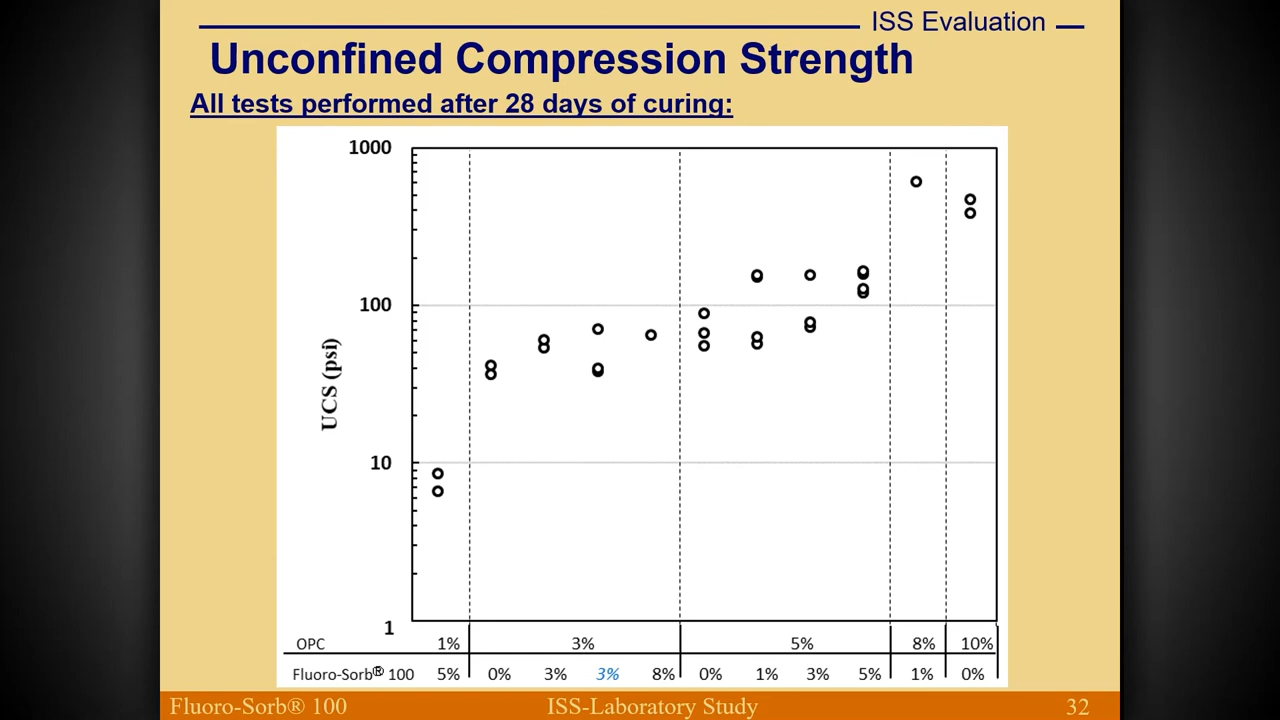 ISS Evaluation
Unconfined Compression Strength
All tests performed after 28 days of curing:
1000
100
10
1
UCS (psi)
OPC 1% 3% 5% 8% 10%
Fluoro-Sorb® 100 5% 0% 3% 3% 8% 0% 1% 3% 5% 1% 0%
Fluoro-Sorb® 100 ISS-Laboratory Study 32